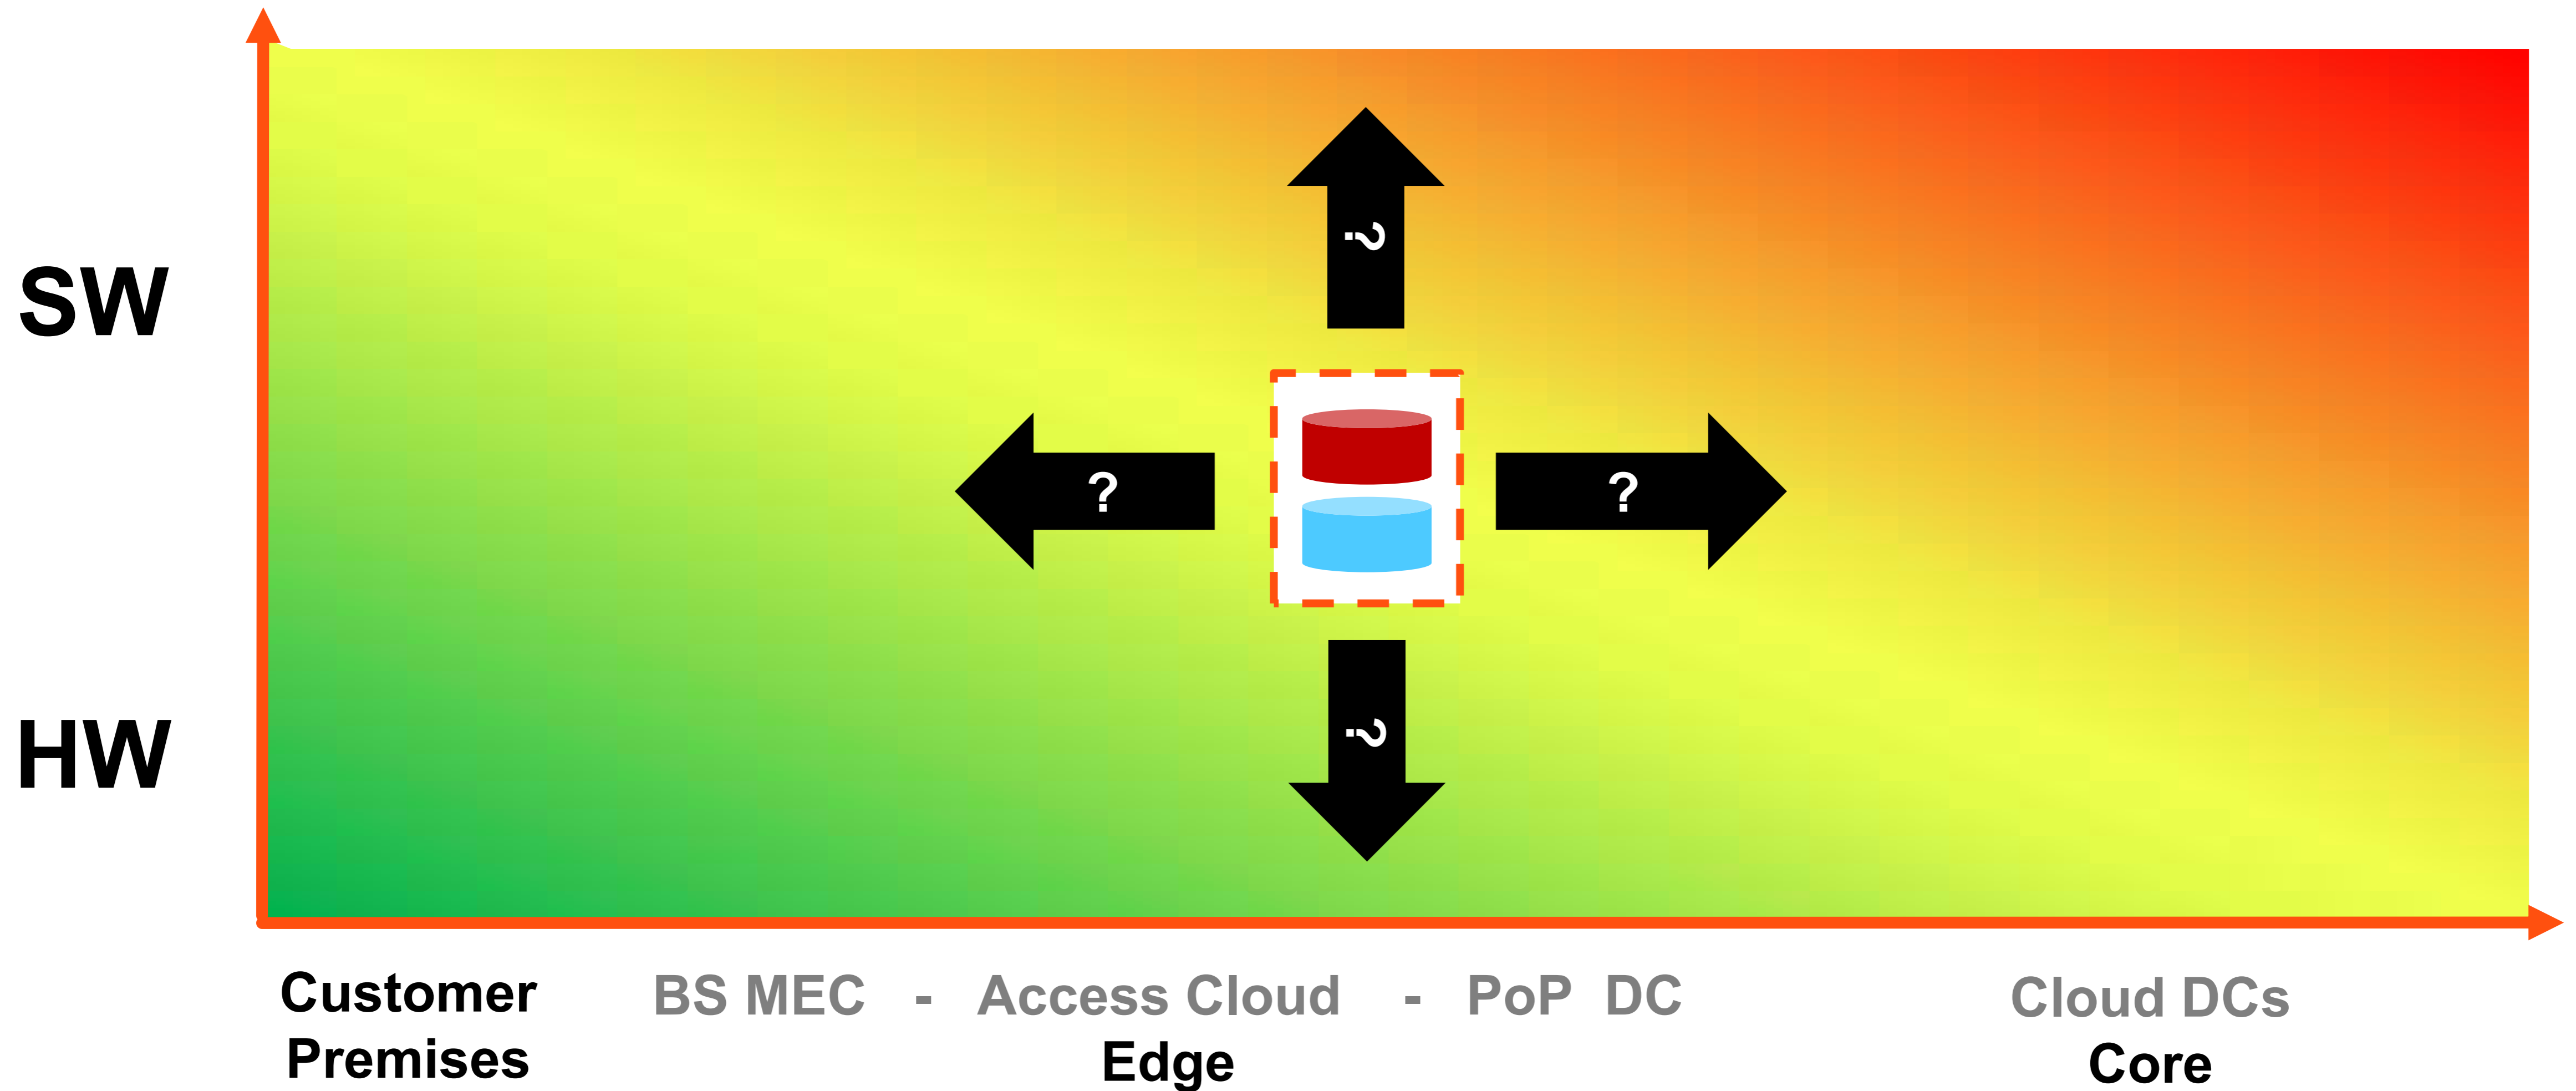 ?
SW
? ?
HW
?
Customer Premises
BS MEC - Access Cloud - PoP DC
Edge
Cloud DCs
Core